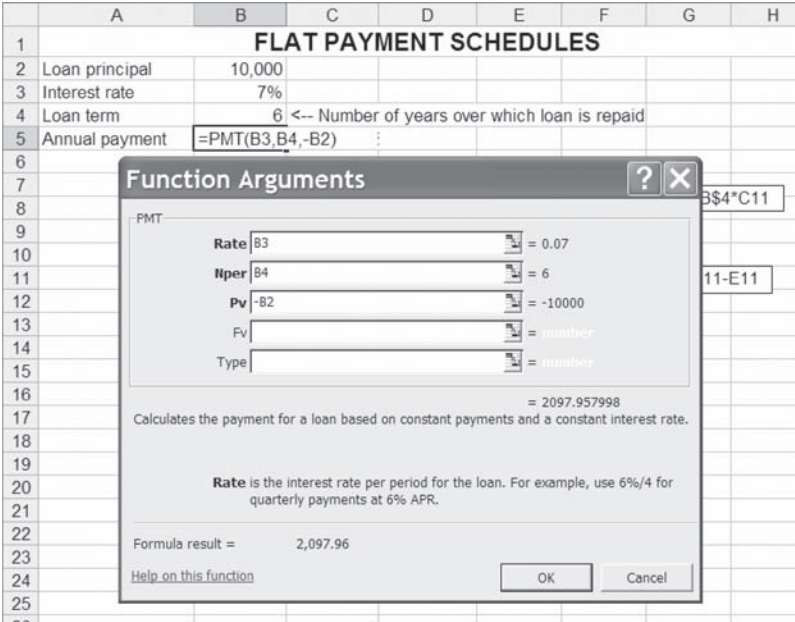 A B C D E F G H
1 FLAT PAYMENT SCHEDULES
2 Loan principal 10,000
3 Interest rate 7%
4 Loan term 6 <-- Number of years over which loan is repaid
5 Annual payment =PMT(B3,B4,-B2)
6
Function Arguments ? X
7
8 B$4*C11
PMT
9
Rate B3 = 0.07
10
Nper B4 = 6
11 11-E11
12
Pv -B2 = -10000
13
Fv = number
14
Type = number
15
16
= 2097.957998
17
Calculates the payment for a loan based on constant payments and a constant interest rate.
18
19
20
Rate is the interest rate per period for the loan. For example, use 6%/4 for
quarterly payments at 6% APR.
21
22
Formula result = 2,097.96
23
24
Help on this function OK Cancel
25